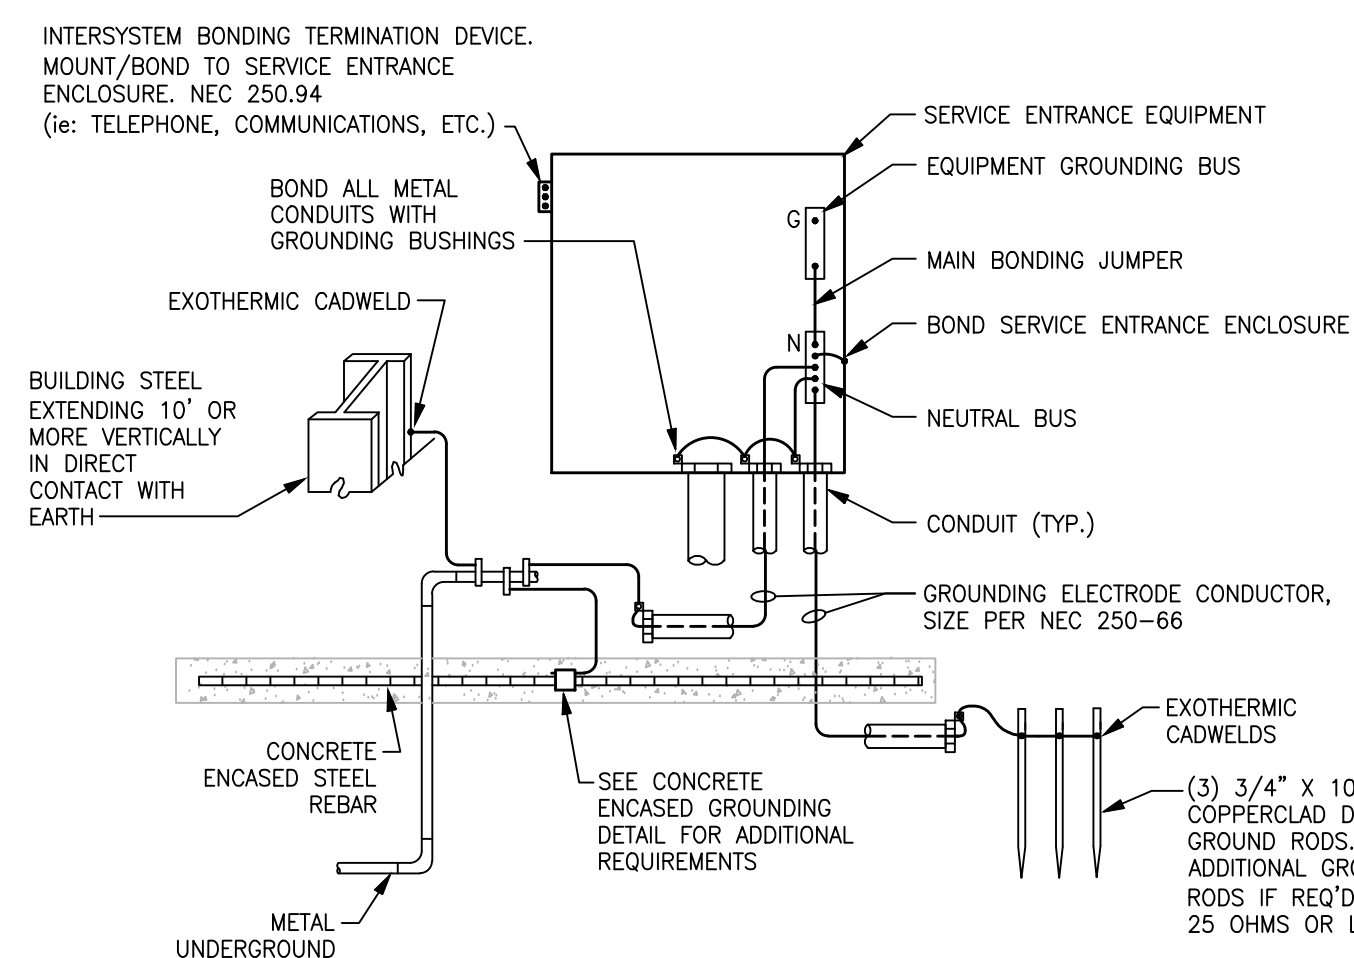 INTERSYSTEM BONDING TERMINATION DEVICE.
MOUNT/BOND TO SERVICE ENTRANCE
ENCLOSURE. NEC 250.94
(ie: TELEPHONE, COMMUNICATIONS, ETC.)
SERVICE ENTRANCE EQUIPMENT
EQUIPMENT GROUNDING BUS
BOND ALL METAL
CONDUITS WITH
GROUNDING BUSHINGS
G
MAIN BONDING JUMPER
EXOTHERMIC CADWELD
BOND SERVICE ENTRANCE ENCLOSURE
N
BUILDING STEEL
EXTENDING 10' OR
MORE VERTICALLY
IN DIRECT
CONTACT WITH
EARTH
NEUTRAL BUS
CONDUIT (TYP.)
GROUNDING ELECTRODE CONDUCTOR,
SIZE PER NEC 250-66
EXOTHERMIC
CADWELDS
CONCRETE
ENCASED STEEL
REBAR
SEE CONCRETE
ENCASED GROUNDING
DETAIL FOR ADDITIONAL
REQUIREMENTS
(3) 3/4" X 10
COPPERCLAD D
GROUND RODS.
ADDITIONAL GR
RODS IF REQ'D
25 OHMS OR L
METAL
UNDERGROUND